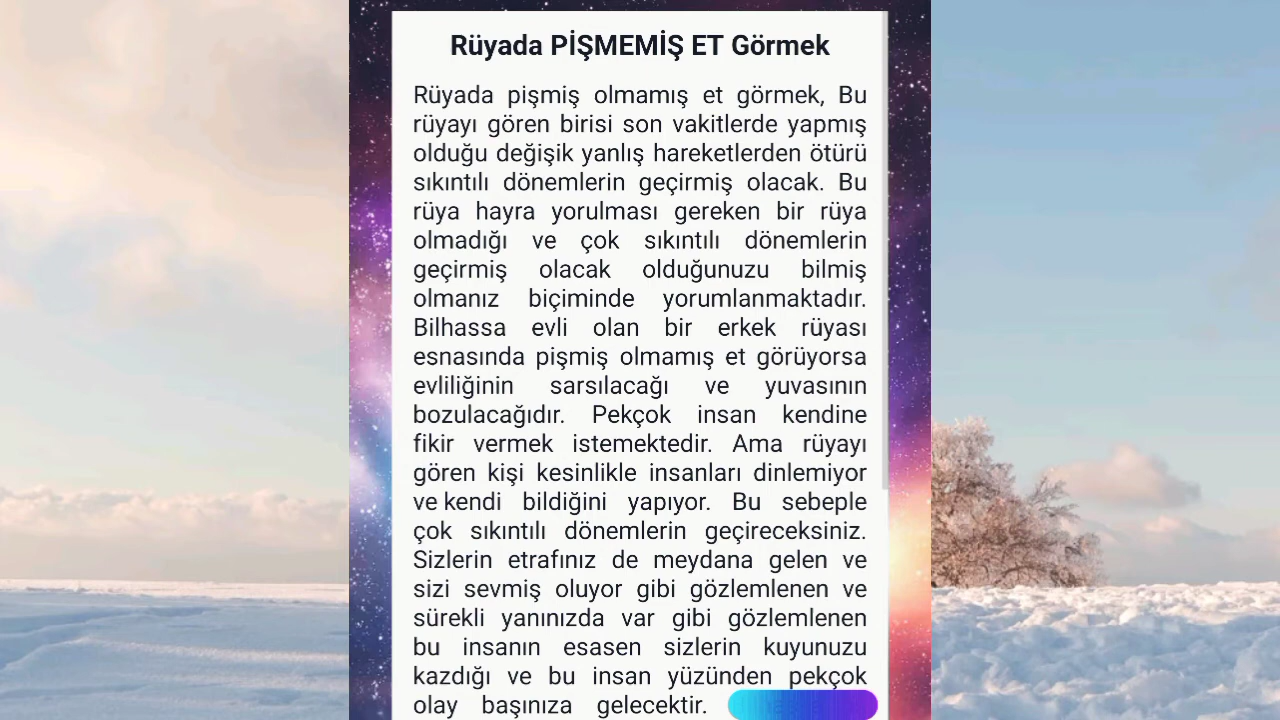 Rüyada PİŞMEMİŞ ET Görmek
Rüyada pişmiş olmamış et görmek, Bu
rüyayı gören birisi son vakitlerde yapmış
olduğu değişik yanlış hareketlerden ötürü
sıkıntılı dönemlerin geçirmiş olacak. Bu
rüya hayra yorulması gereken bir rüya
olmadığı ve çok sıkıntılı dönemlerin
geçirmiş olacak olduğunuzu bilmiş
olmanız biçiminde yorumlanmaktadır.
Bilhassa evli olan bir erkek rüyası
esnasında pişmiş olmamış et görüyorsa
evliliğinin sarsılacağı ve yuvasının
bozulacağıdır. Pekçok insan kendine
fikir vermek istemektedir. Ama rüyayı
gören kişi kesinlikle insanları dinlemiyor
ve kendi bildiğini yapıyor. Bu sebeple
çok sıkıntılı dönemlerin geçireceksiniz.
Sizlerin etrafınız de meydana gelen ve
sizi sevmiş oluyor gibi gözlemlenen ve
sürekli yanınızda var gibi gözlemlenen
bu insanın esasen sizlerin kuyunuzu
kazdığı ve bu insan yüzünden pekçok
olay başınıza gelecektir.